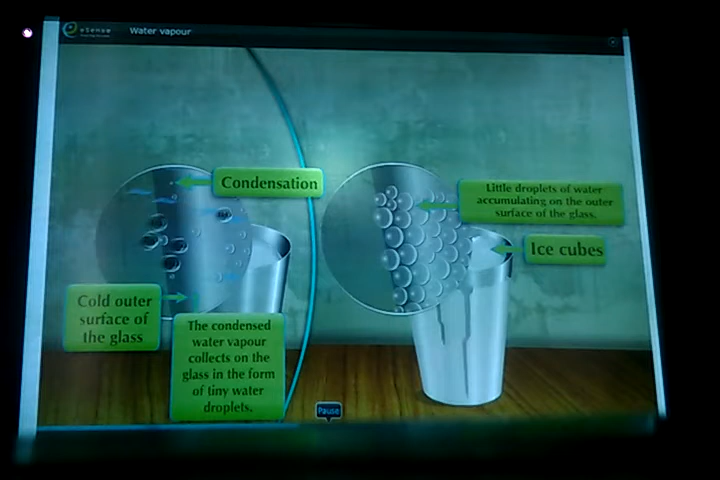 eSense
Water vapour
Condensation
Little droplets of water
accumulating on the outer
surface of the glass.
Ice cubes
Cold outer
surface of
the glass
The condensed
water vapour
collects on the
glass in the form
of tiny water
droplets.
Pause